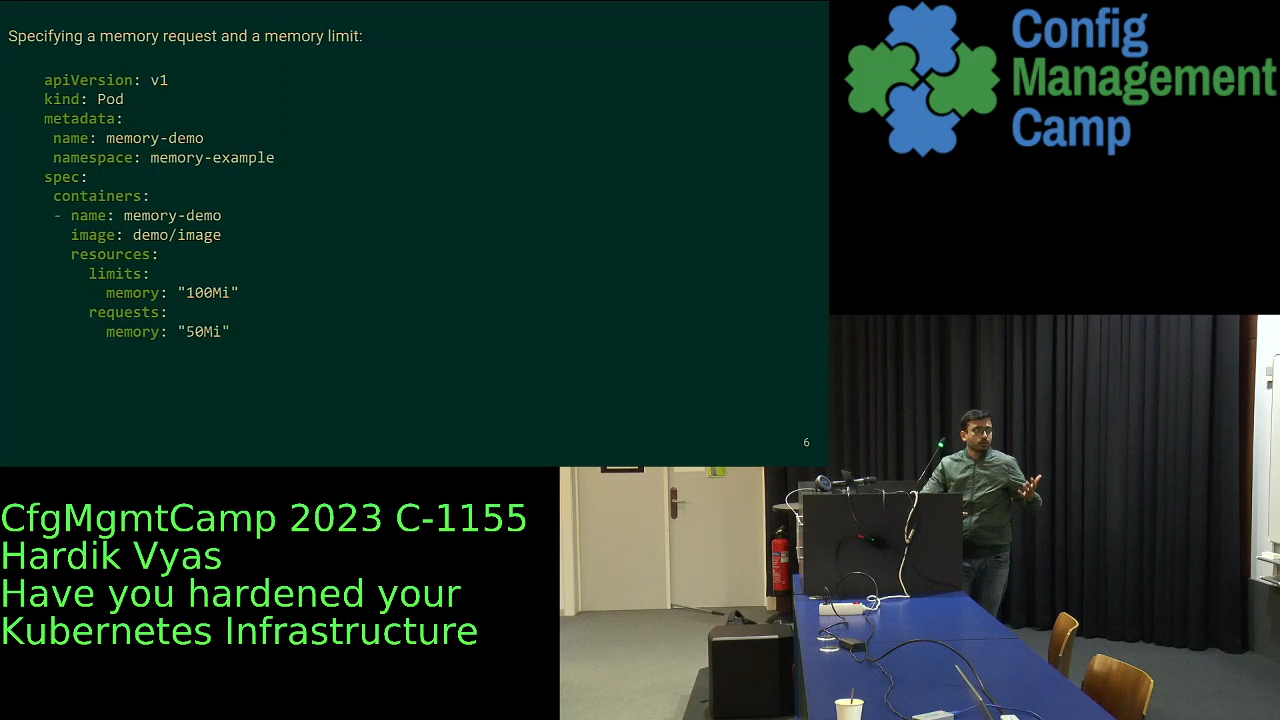 Specifying a memory request and a memory limit:
apiVersion: v1
kind: Pod
metadata:
name: memory-demo
namespace: memory-example
spec:
containers:
- name: memory-demo
image: demo/image
resources:
limits:
memory: "100Mi"
requests:
memory: "50Mi"
6
Config
Management
Camp
CfgMgmtCamp 2023 C-1155
Hardik Vyas
Have you hardened your
Kubernetes Infrastructure